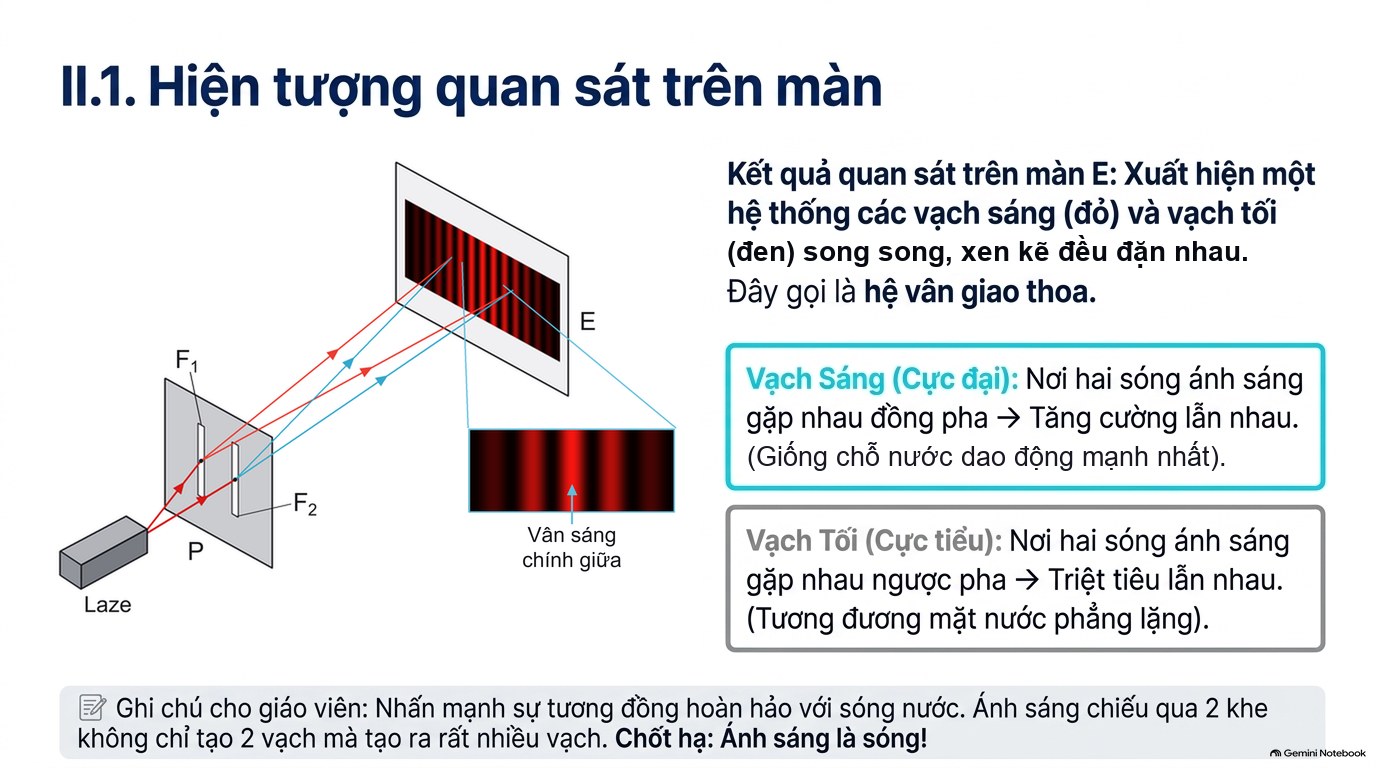 II.1. Hiện tượng quan sát trên màn
Kết quả quan sát trên màn E: Xuất hiện một
hệ thống các vạch sáng (đỏ) và vạch tối
(đen) song song, xen kẽ đều đặn nhau.
Đây gọi là hệ vân giao thoa.
E
F₁
F₂
P
Laze
Vân sáng
chính giữa
Vạch Sáng (Cực đại): Nơi hai sóng ánh sáng
gặp nhau đồng pha → Tăng cường lẫn nhau.
(Giống chỗ nước dao động mạnh nhất).
Vạch Tối (Cực tiểu): Nơi hai sóng ánh sáng
gặp nhau ngược pha → Triệt tiêu lẫn nhau.
(Tương đương mặt nước phẳng lặng).
Ghi chú cho giáo viên: Nhấn mạnh sự tương đồng hoàn hảo với sóng nước. Ánh sáng chiếu qua 2 khe
không chỉ tạo 2 vạch mà tạo ra rất nhiều vạch. Chốt hạ: Ánh sáng là sóng!
Gemini Notebook